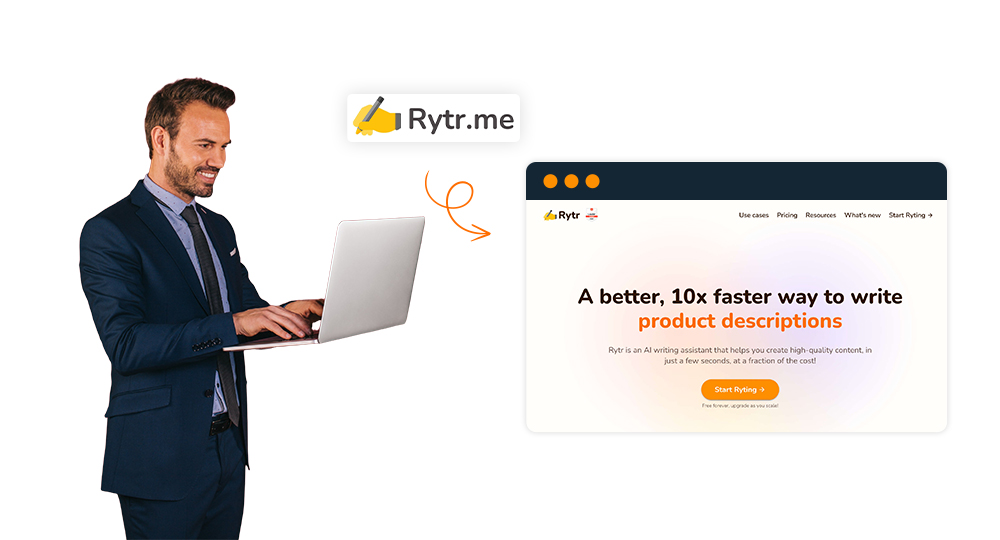 Rytr.me
Rytr
Use cases Pricing Resources What's new Start Ryting →
A better, 10x faster way to write
product descriptions
Rytr is an AI writing assistant that helps you create high-quality content, in
just a few seconds, at a fraction of the cost!
Start Ryting →
Free forever, upgrade as you scale!